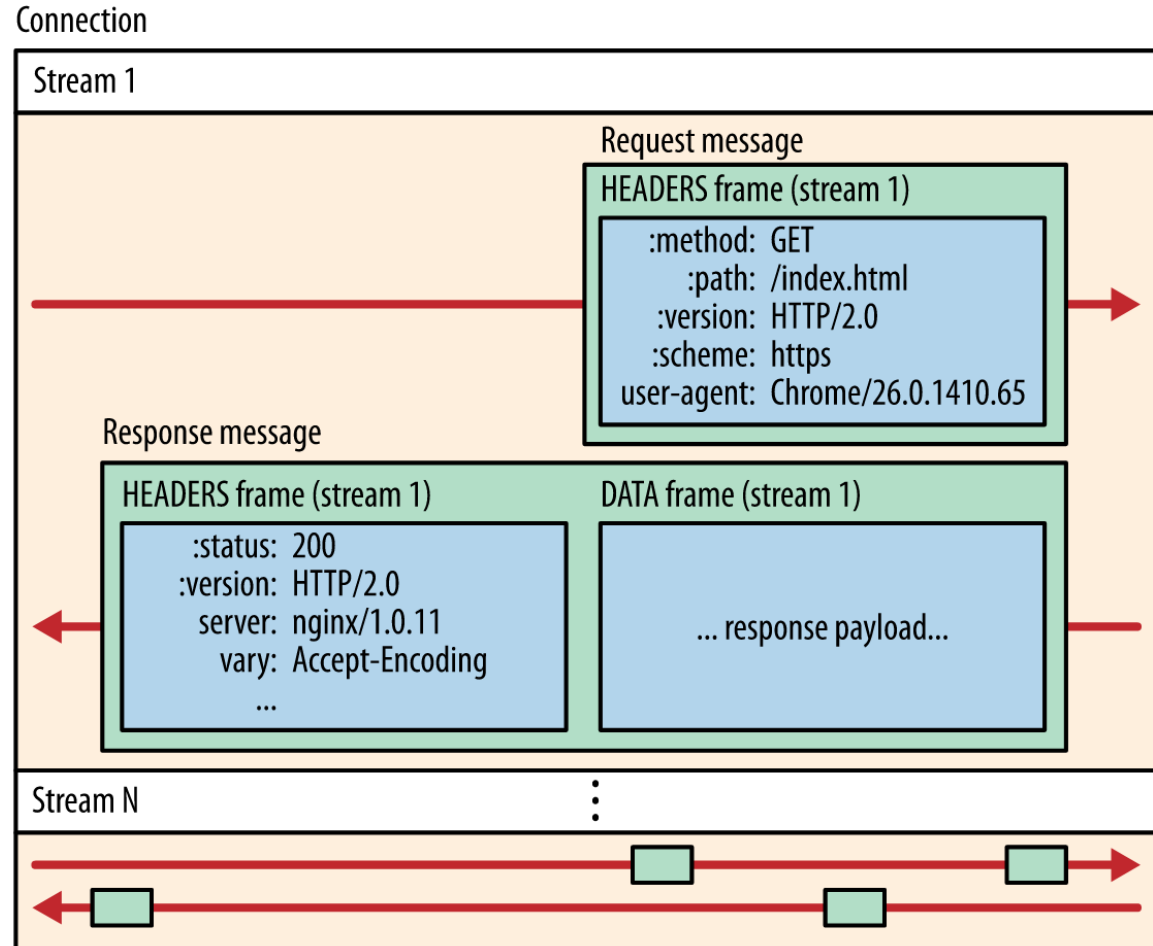 Connection
Stream 1
Request message
HEADERS frame (stream 1)
:method: GET
:path: /index.html
:version: HTTP/2.0
:scheme: https
user-agent: Chrome/26.0.1410.65
Response message
HEADERS frame (stream 1)
:status: 200
:version: HTTP/2.0
server: nginx/1.0.11
vary: Accept-Encoding
...
DATA frame (stream 1)
... response payload...
Stream N